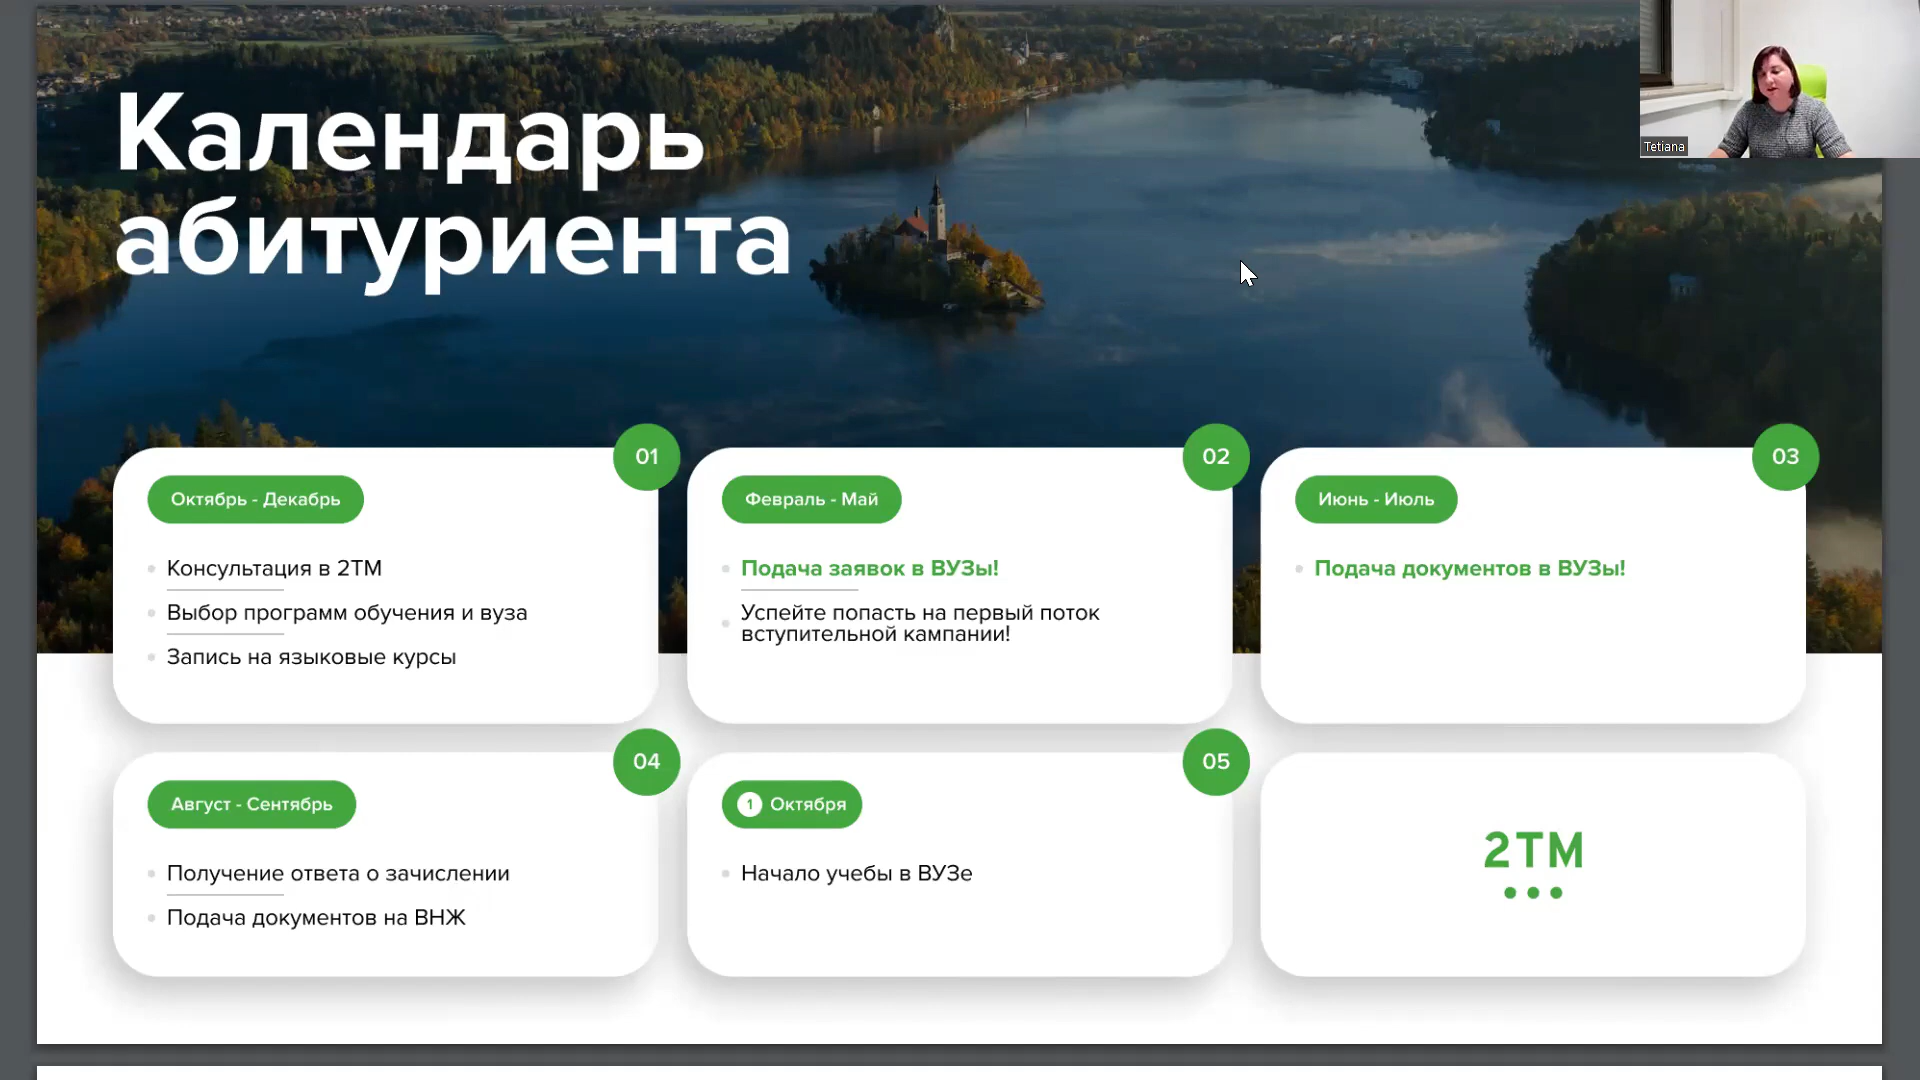 Календарь
абитуриента
Tetiana
01
Октябрь - Декабрь
Консультация в 2TM
Выбор программ обучения и вуза
Запись на языковые курсы
02
Февраль - Май
Подача заявок в ВУЗы!
Успейте попасть на первый поток
вступительной кампании!
03
Июнь - Июль
Подача документов в ВУЗы!
04
Август - Сентябрь
Получение ответа о зачислении
Подача документов на ВНЖ
05
1 Октября
Начало учебы в ВУЗе
2TM